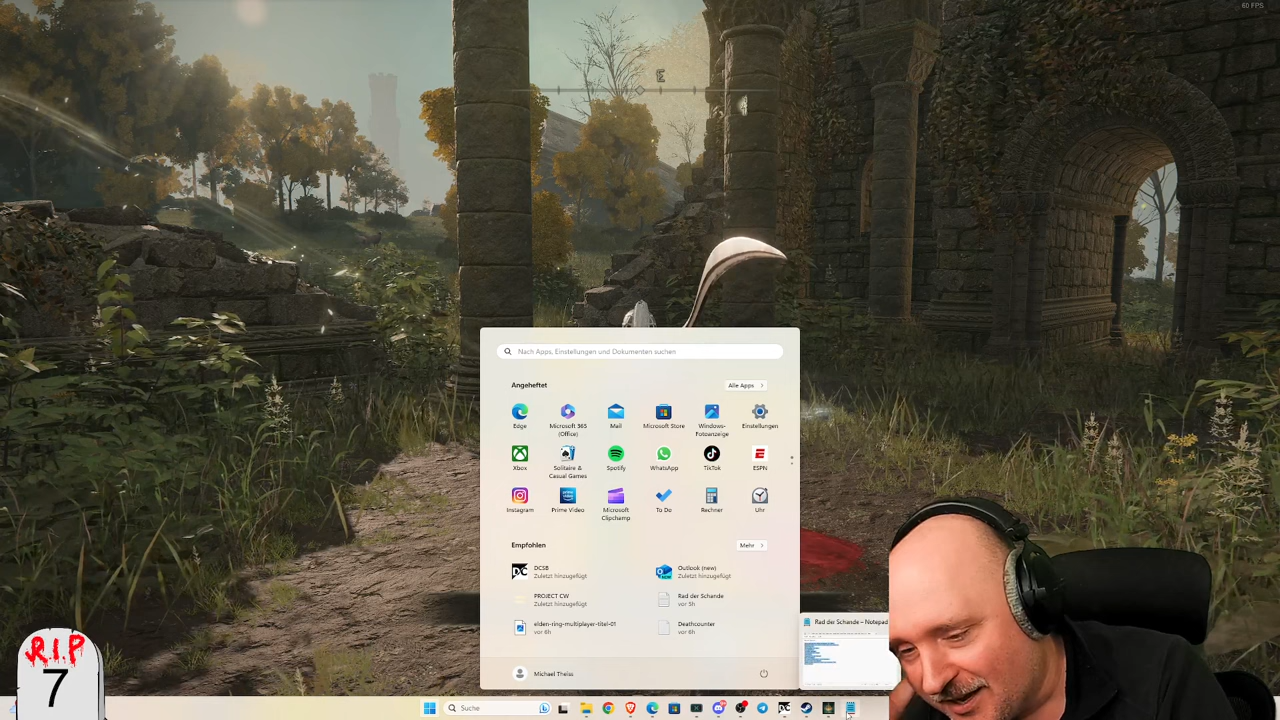 60 FPS
E
Nach Apps, Einstellungen und Dokumenten suchen
Angeheftet
Alle Apps
Edge
Microsoft 365 (Office)
Mail
Microsoft Store
Windows-Fotoanzeige
Einstellungen
Xbox
Solitaire & Casual Games
Spotify
WhatsApp
TikTok
ESPN
Instagram
Prime Video
Microsoft Clipchamp
To Do
Rechner
Uhr
Empfohlen
Mehr
DCSB
Zuletzt hinzugefügt
Outlook (new)
Zuletzt hinzugefügt
PROJECT CW
Zuletzt hinzugefügt
Rad der Schande
vor 5h
elden-ring-multiplayer-titel-01
vor 6h
Deathcounter
vor 6h
Rad der Schande – Notepad
Michael Theiss
R.I.P
7
Suche